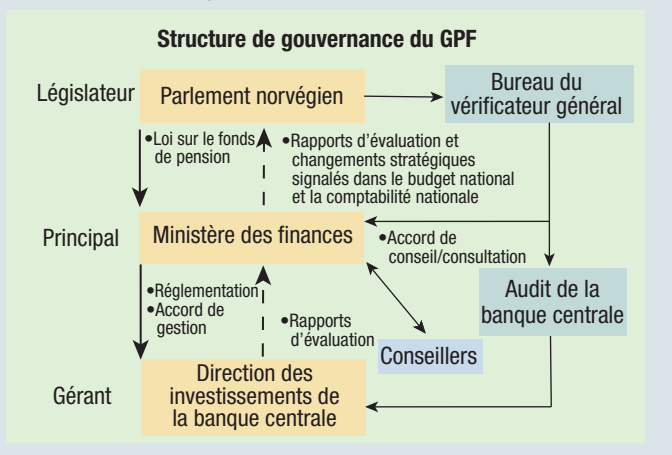 Structure de gouvernance du GPF
Législateur
Parlement norvégien
Bureau du
vérificateur général
•Loi sur le fonds
de pension
•Rapports d'évaluation et
changements stratégiques
signalés dans le budget national
et la comptabilité nationale
Principal
Ministère des finances
•Accord de
conseil/consultation
•Réglementation
•Accord de
gestion
•Rapports
d'évaluation
Conseillers
Audit de la
banque centrale
Gérant
Direction des
investissements de
la banque centrale